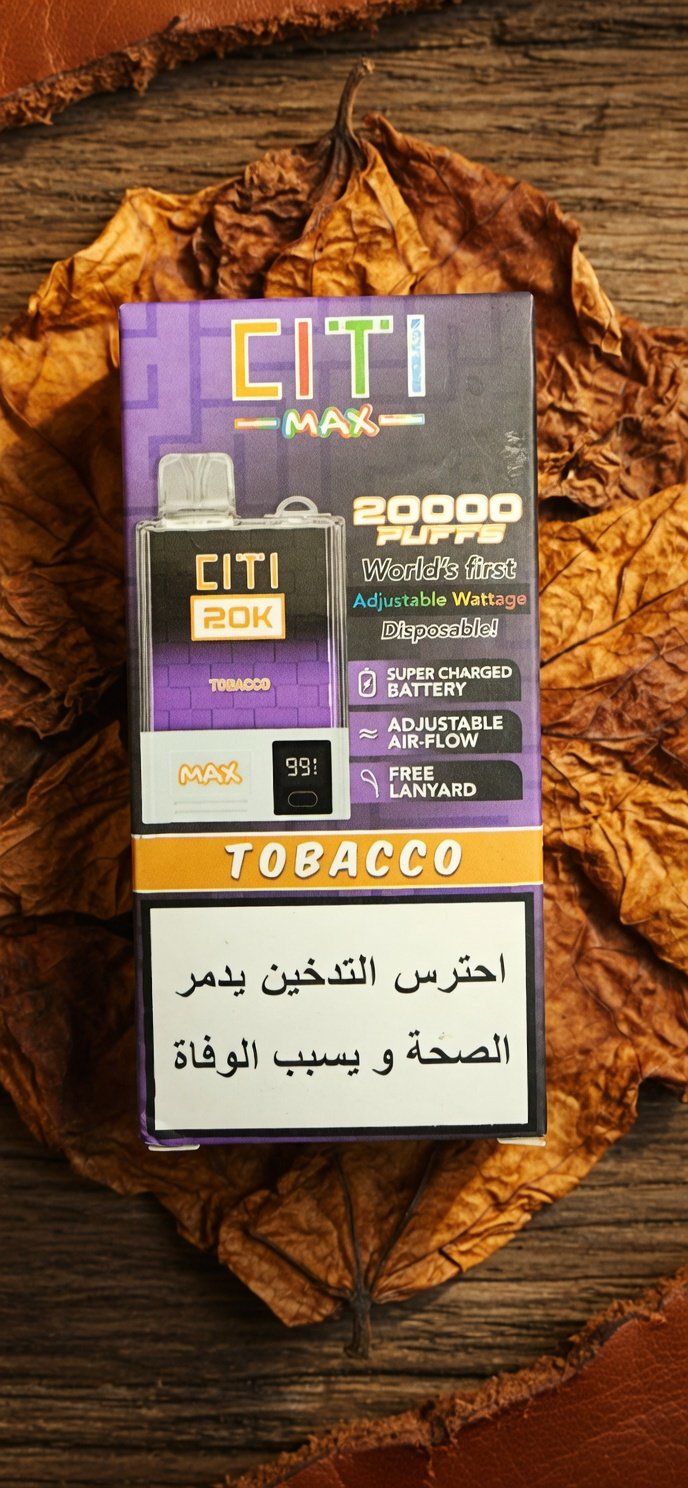 CITI
MAX
20000
PUFFS
World's first
Adjustable Wattage
Disposable!
CITI
20K
TOBACCO
MAX
99!
SUPER CHARGED
BATTERY
ADJUSTABLE
AIR-FLOW
FREE
LANYARD
TOBACCO
احترس التدخين يدمر
الصحة و يسبب الوفاة